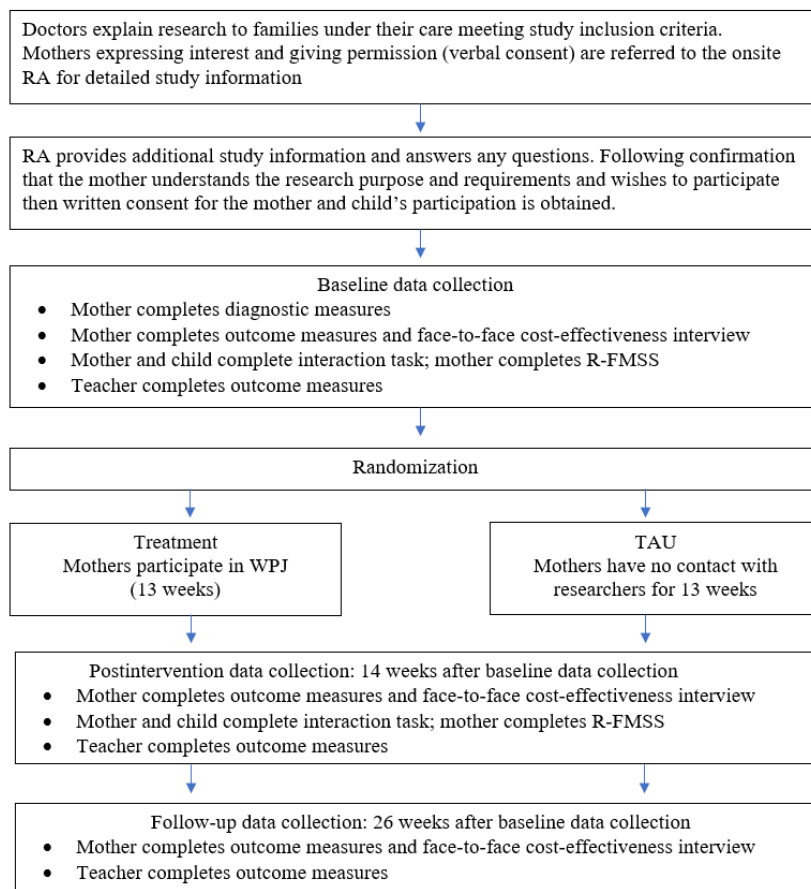 Doctors explain research to families under their care meeting study inclusion criteria.
Mothers expressing interest and giving permission (verbal consent) are referred to the onsite
RA for detailed study information
RA provides additional study information and answers any questions. Following confirmation
that the mother understands the research purpose and requirements and wishes to participate
then written consent for the mother and child’s participation is obtained.
Baseline data collection
• Mother completes diagnostic measures
• Mother completes outcome measures and face-to-face cost-effectiveness interview
• Mother and child complete interaction task; mother completes R-FMSS
• Teacher completes outcome measures
Randomization
Treatment
Mothers participate in WPJ
(13 weeks)
TAU
Mothers have no contact with
researchers for 13 weeks
Postintervention data collection: 14 weeks after baseline data collection
• Mother completes outcome measures and face-to-face cost-effectiveness interview
• Mother and child complete interaction task; mother completes R-FMSS
• Teacher completes outcome measures
Follow-up data collection: 26 weeks after baseline data collection
• Mother completes outcome measures and face-to-face cost-effectiveness interview
• Teacher completes outcome measures